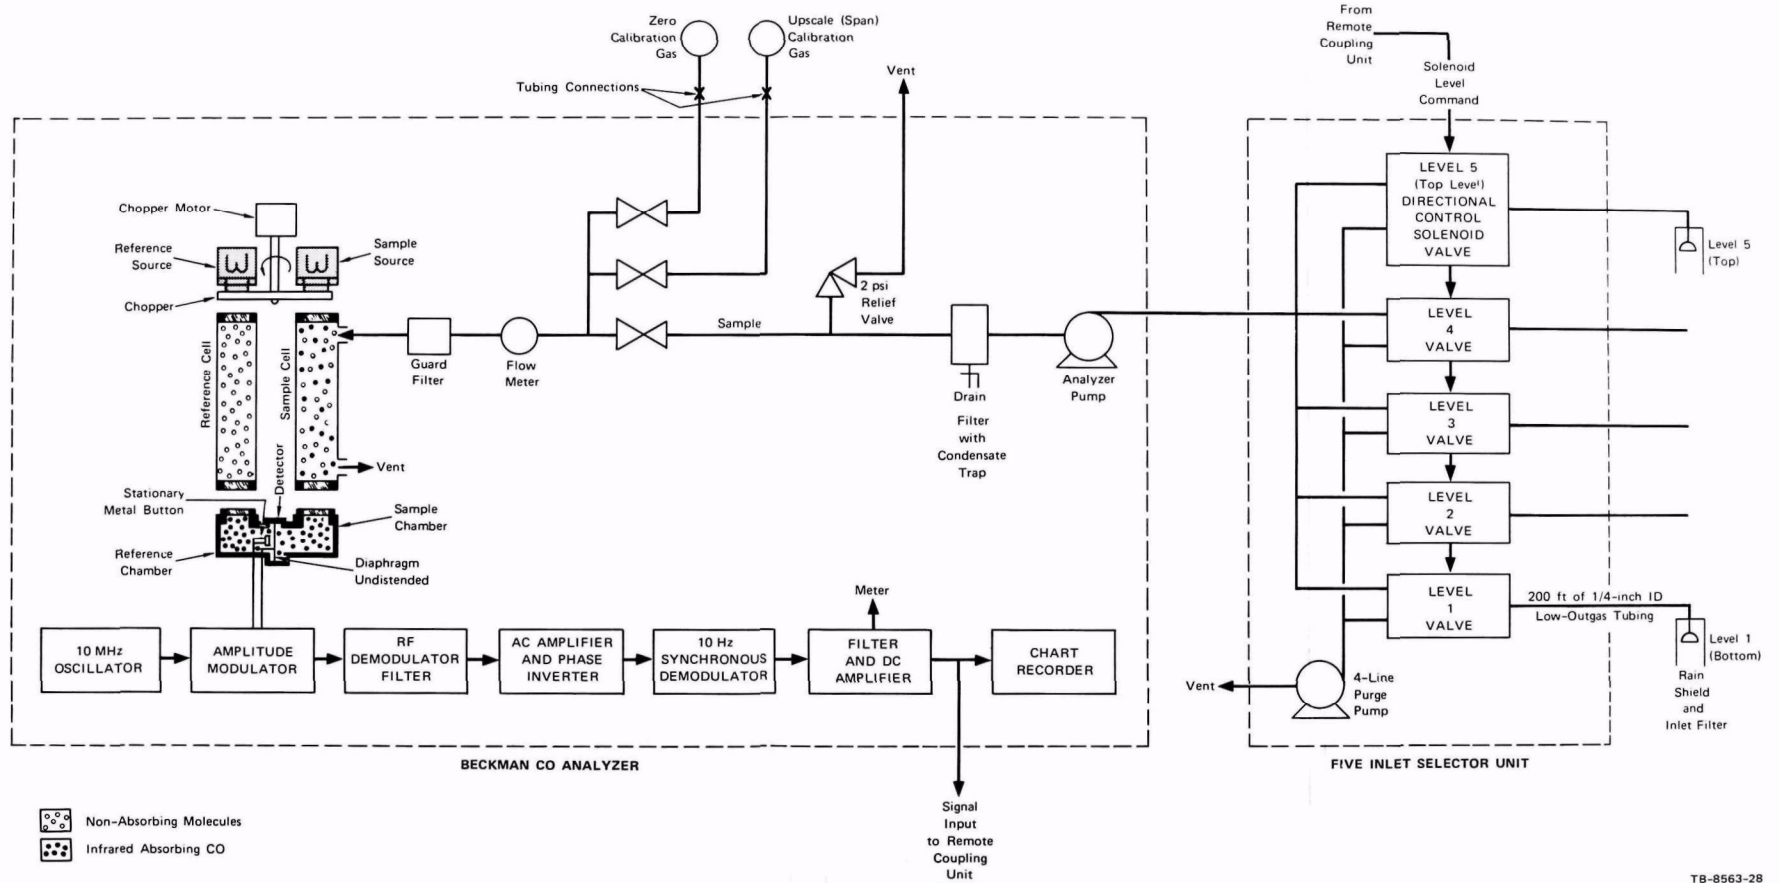 Zero
Calibration
Gas
Upscale (Span)
Calibration
Gas
Tubing Connections
Vent
From
Remote
Coupling
Unit
Solenoid
Level
Command
Chopper Motor
Reference
Source
Sample
Source
Chopper
Reference Cell
Sample Cell
Guard
Filter
Flow
Meter
Sample
2 psi
Relief
Valve
Drain
Filter
with
Condensate
Trap
Analyzer
Pump
Vent
Detector
Stationary
Metal Button
Sample
Chamber
Reference
Chamber
Diaphragm
Undistended
Meter
10 MHz
OSCILLATOR
AMPLITUDE
MODULATOR
RF
DEMODULATOR
FILTER
AC AMPLIFIER
AND PHASE
INVERTER
10 Hz
SYNCHRONOUS
DEMODULATOR
FILTER
AND DC
AMPLIFIER
CHART
RECORDER
BECKMAN CO ANALYZER
Signal
Input
to Remote
Coupling
Unit
LEVEL 5
(Top Level)
DIRECTIONAL
CONTROL
SOLENOID
VALVE
Level 5
(Top)
LEVEL
4
VALVE
LEVEL
3
VALVE
LEVEL
2
VALVE
LEVEL
1
VALVE
200 ft of 1/4-inch ID
Low-Outgas Tubing
Level 1
(Bottom)
Rain
Shield
and
Inlet Filter
Vent
4-Line
Purge
Pump
FIVE INLET SELECTOR UNIT
Non-Absorbing Molecules
Infrared Absorbing CO
TB-8563-28